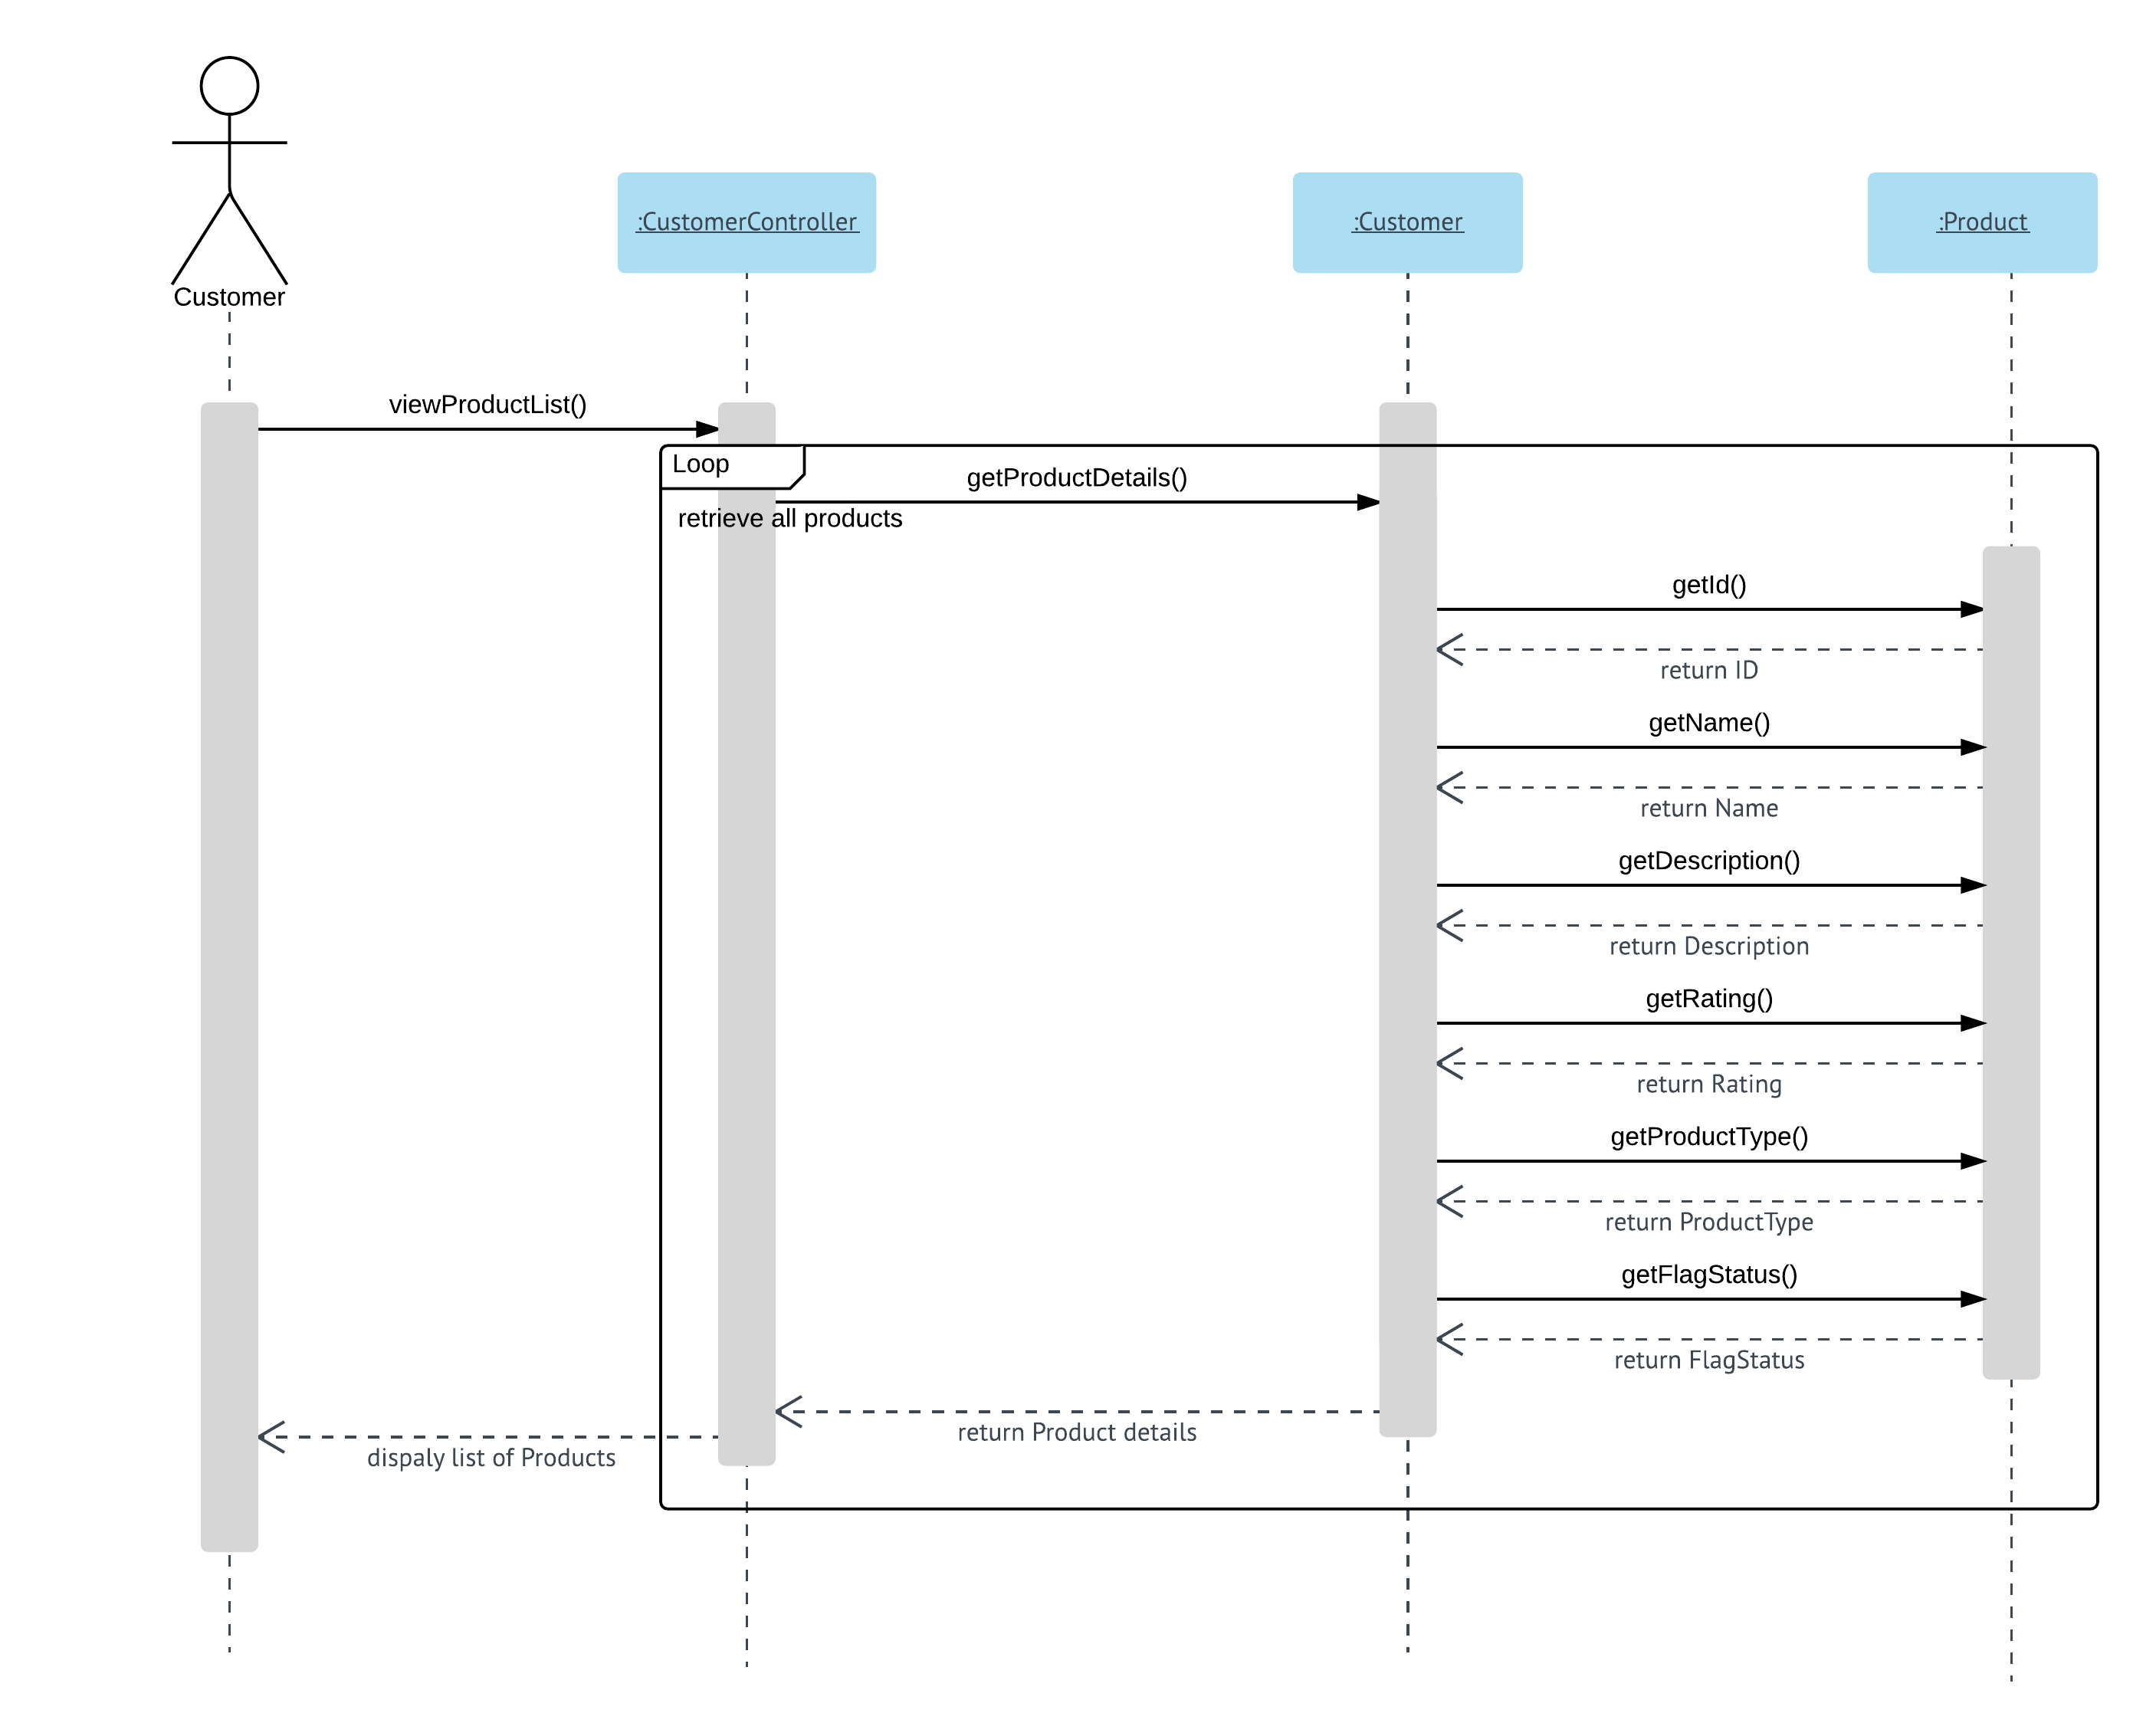 Customer
:CustomerController
:Customer
:Product
viewProductList()
Loop
getProductDetails()
retrieve all products
getId()
return ID
getName()
return Name
getDescription()
return Description
getRating()
return Rating
getProductType()
return ProductType
getFlagStatus()
return FlagStatus
return Product details
dispaly list of Products